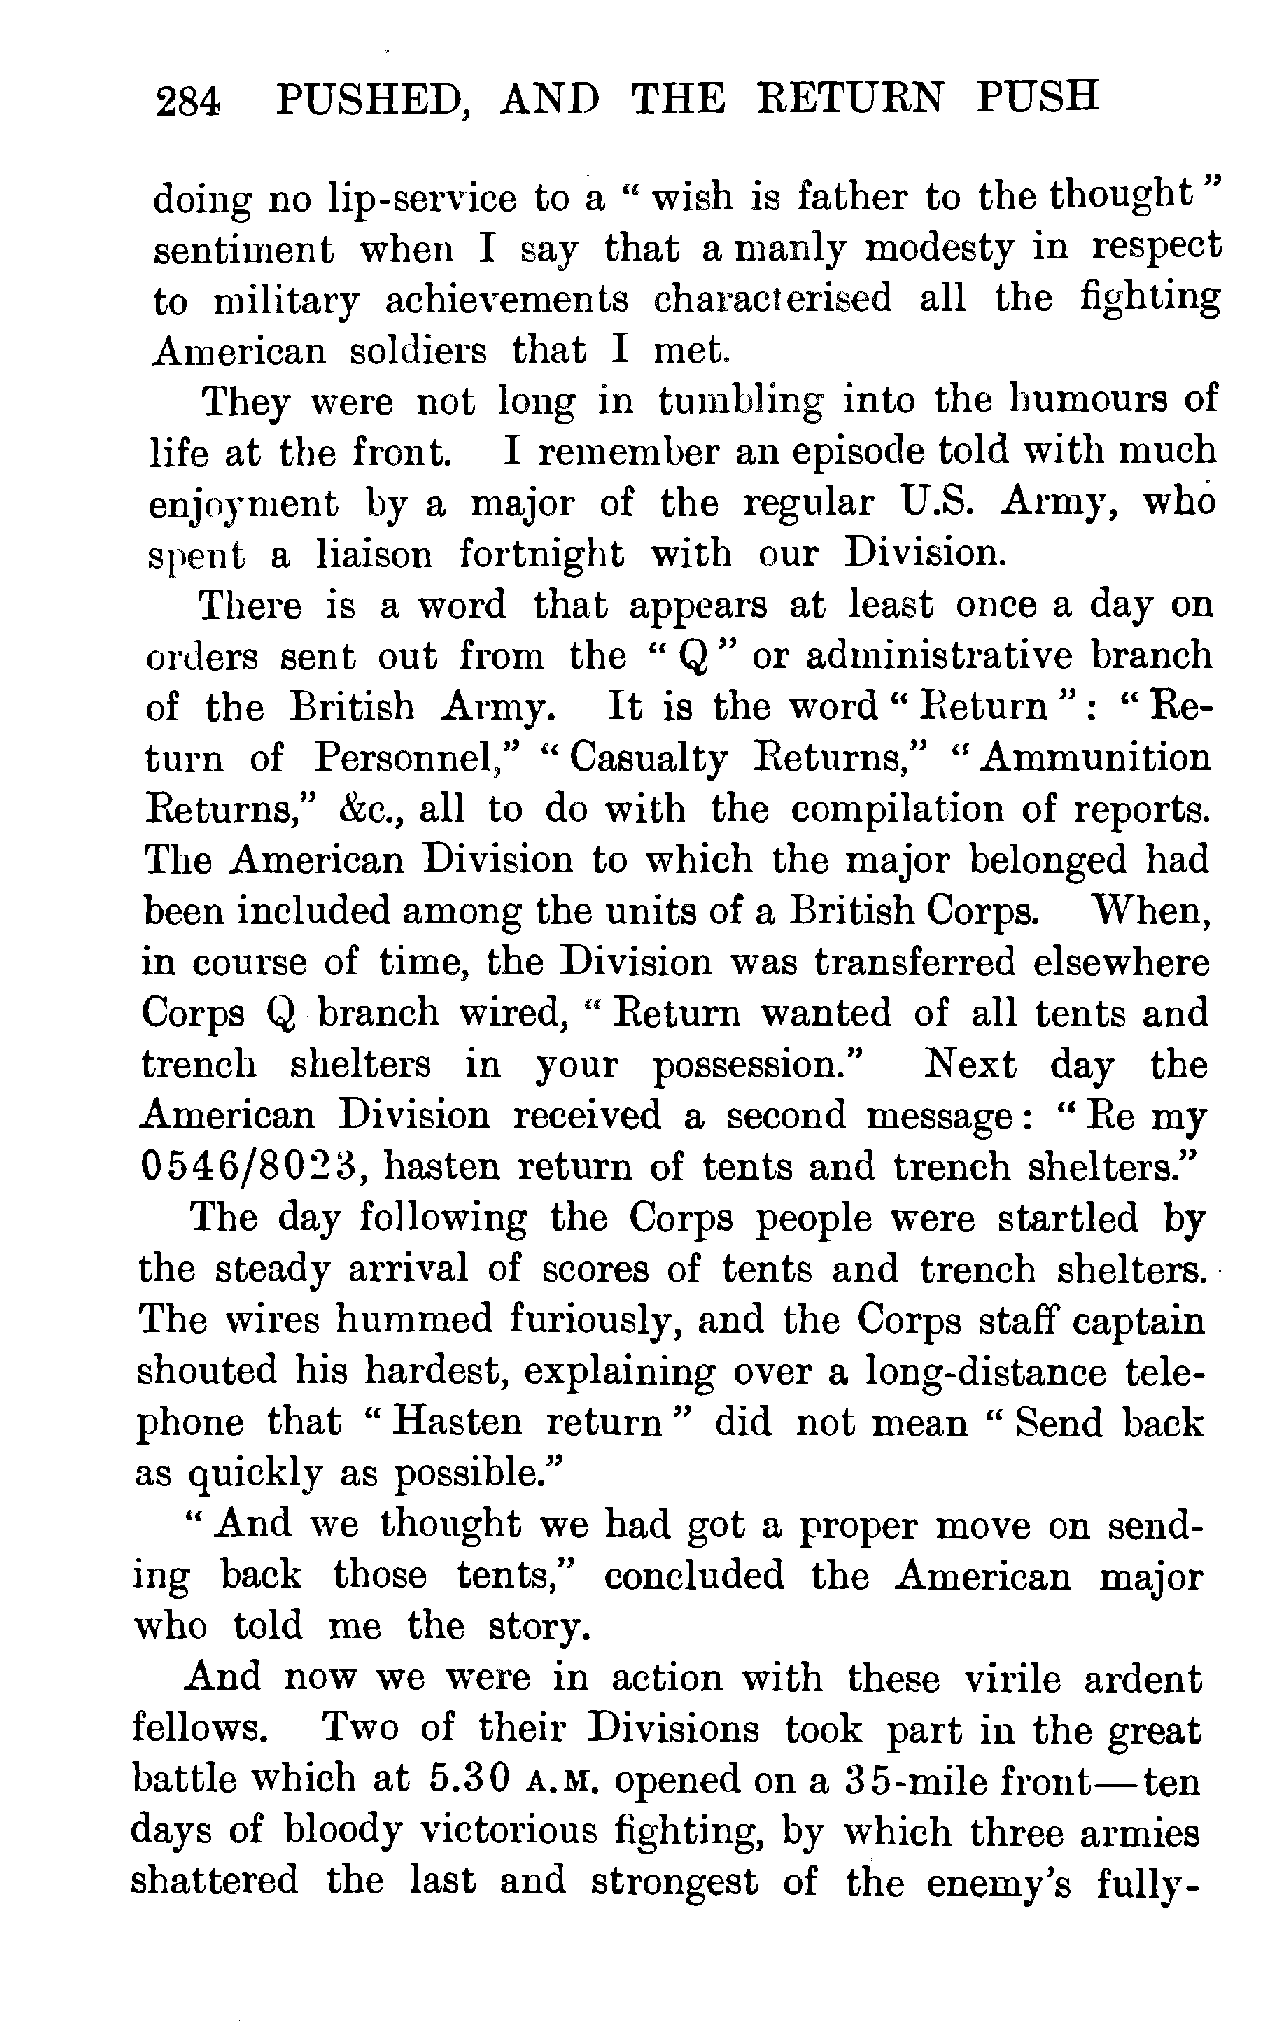 284 PUSHED, AND THE RETURN PUSH
doing no lip-service to a “ wish is father to the thought ”
sentiment when I say that a manly modesty in respect
to military achievements characterised all the fighting
American soldiers that I met.
They were not long in tumbling into the humours of
life at the front. I remember an episode told with much
enjoyment by a major of the regular U.S. Army, who
spent a liaison fortnight with our Division.
There is a word that appears at least once a day on
orders sent out from the “ Q ” or administrative branch
of the British Army. It is the word “ Return ” : “ Re-
turn of Personnel,” “ Casualty Returns,” “ Ammunition
Returns,” &c., all to do with the compilation of reports.
The American Division to which the major belonged had
been included among the units of a British Corps. When,
in course of time, the Division was transferred elsewhere
Corps Q branch wired, “ Return wanted of all tents and
trench shelters in your possession.” Next day the
American Division received a second message : “ Re my
0546/8023, hasten return of tents and trench shelters.”
The day following the Corps people were startled by
the steady arrival of scores of tents and trench shelters.
The wires hummed furiously, and the Corps staff captain
shouted his hardest, explaining over a long-distance tele-
phone that “ Hasten return ” did not mean “ Send back
as quickly as possible.”
“ And we thought we had got a proper move on send-
ing back those tents,” concluded the American major
who told me the story.
And now we were in action with these virile ardent
fellows. Two of their Divisions took part in the great
battle which at 5.30 A.M. opened on a 35-mile front—ten
days of bloody victorious fighting, by which three armies
shattered the last and strongest of the enemy's fully-